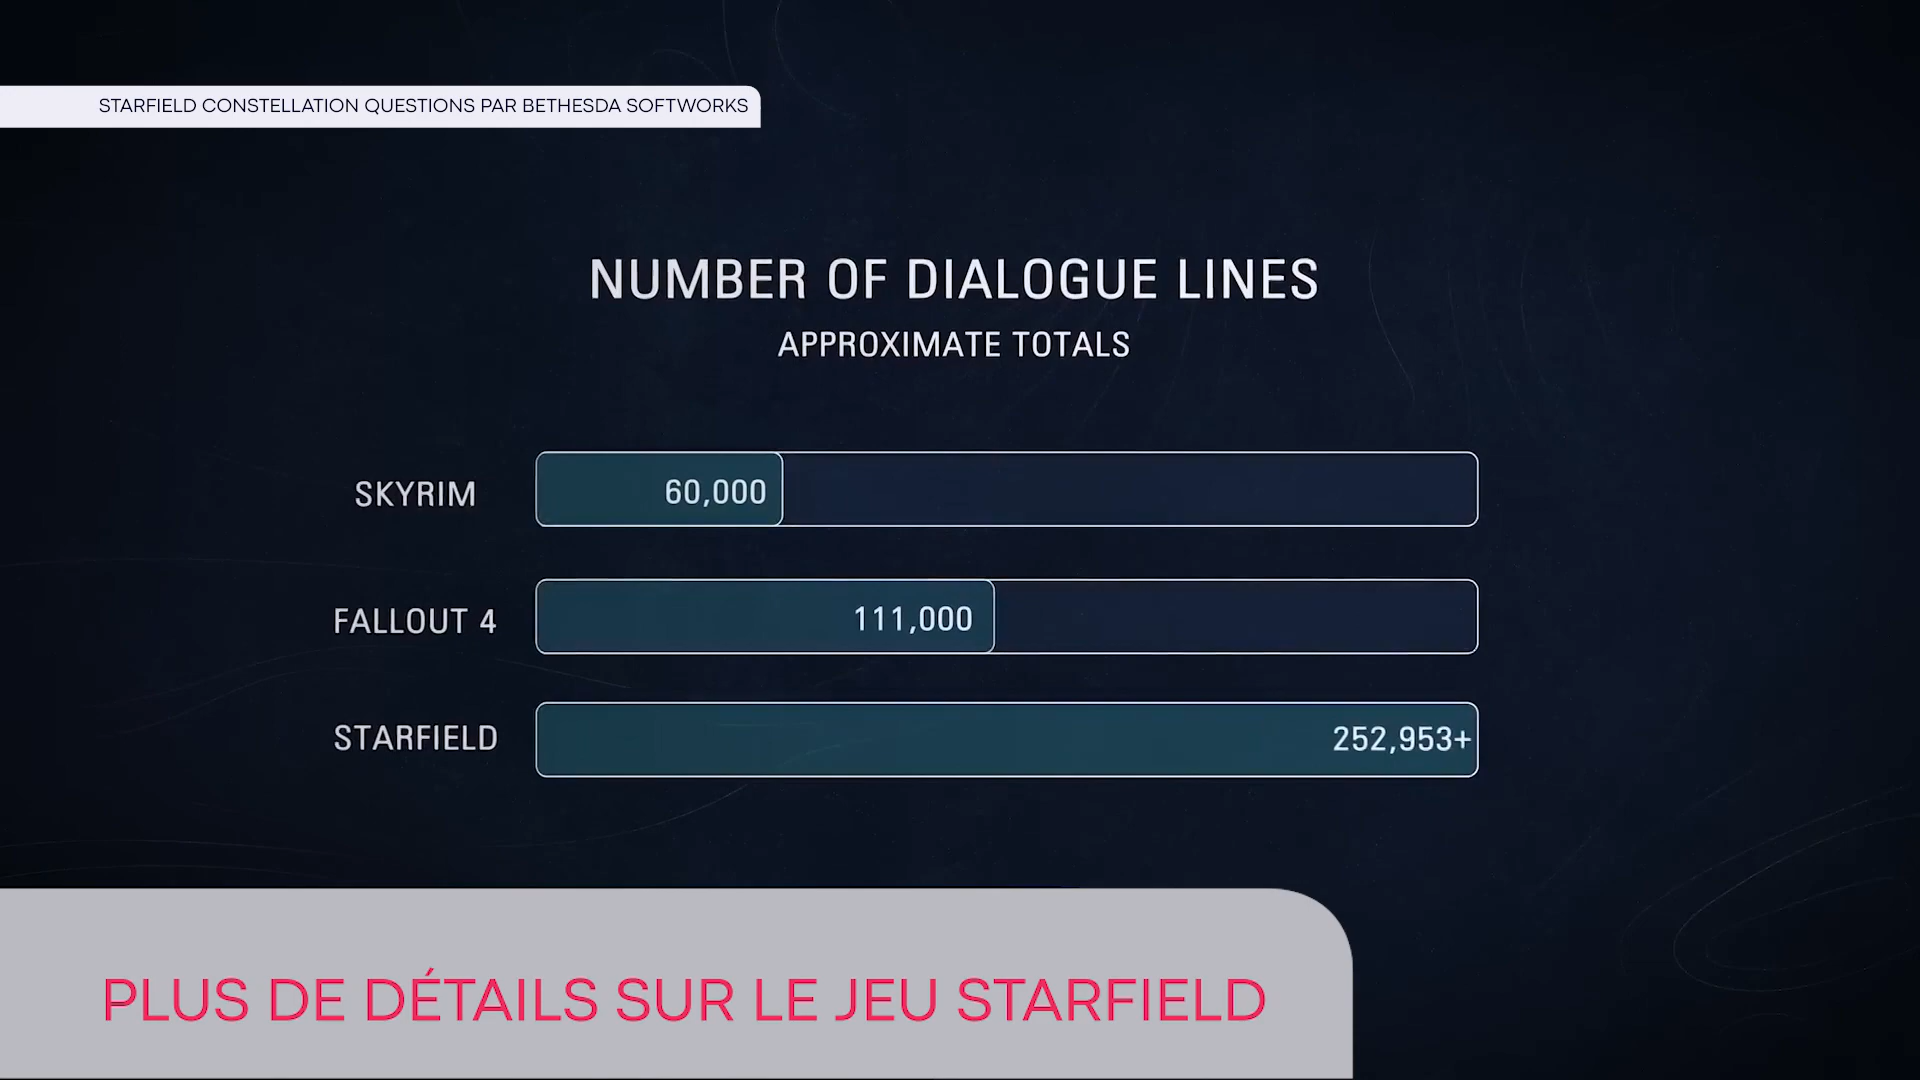 STARFIELD CONSTELLATION QUESTIONS PAR BETHESDA SOFTWORKS
NUMBER OF DIALOGUE LINES
APPROXIMATE TOTALS
SKYRIM 60,000
FALLOUT 4 111,000
STARFIELD 252,953+
PLUS DE DÉTAILS SUR LE JEU STARFIELD